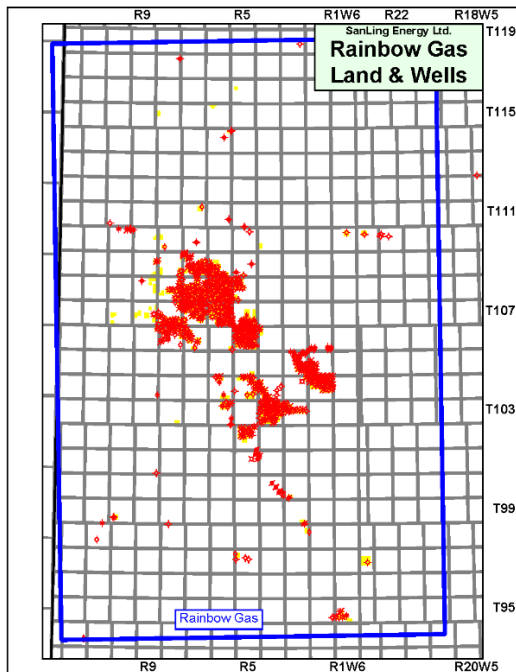 R9 R5 R1W6 R22 R18W5
SanLing Energy Ltd.
Rainbow Gas
Land & Wells
T119
T115
T111
T107
T103
T99
T95
Rainbow Gas
R9 R5 R1W6 R20W5